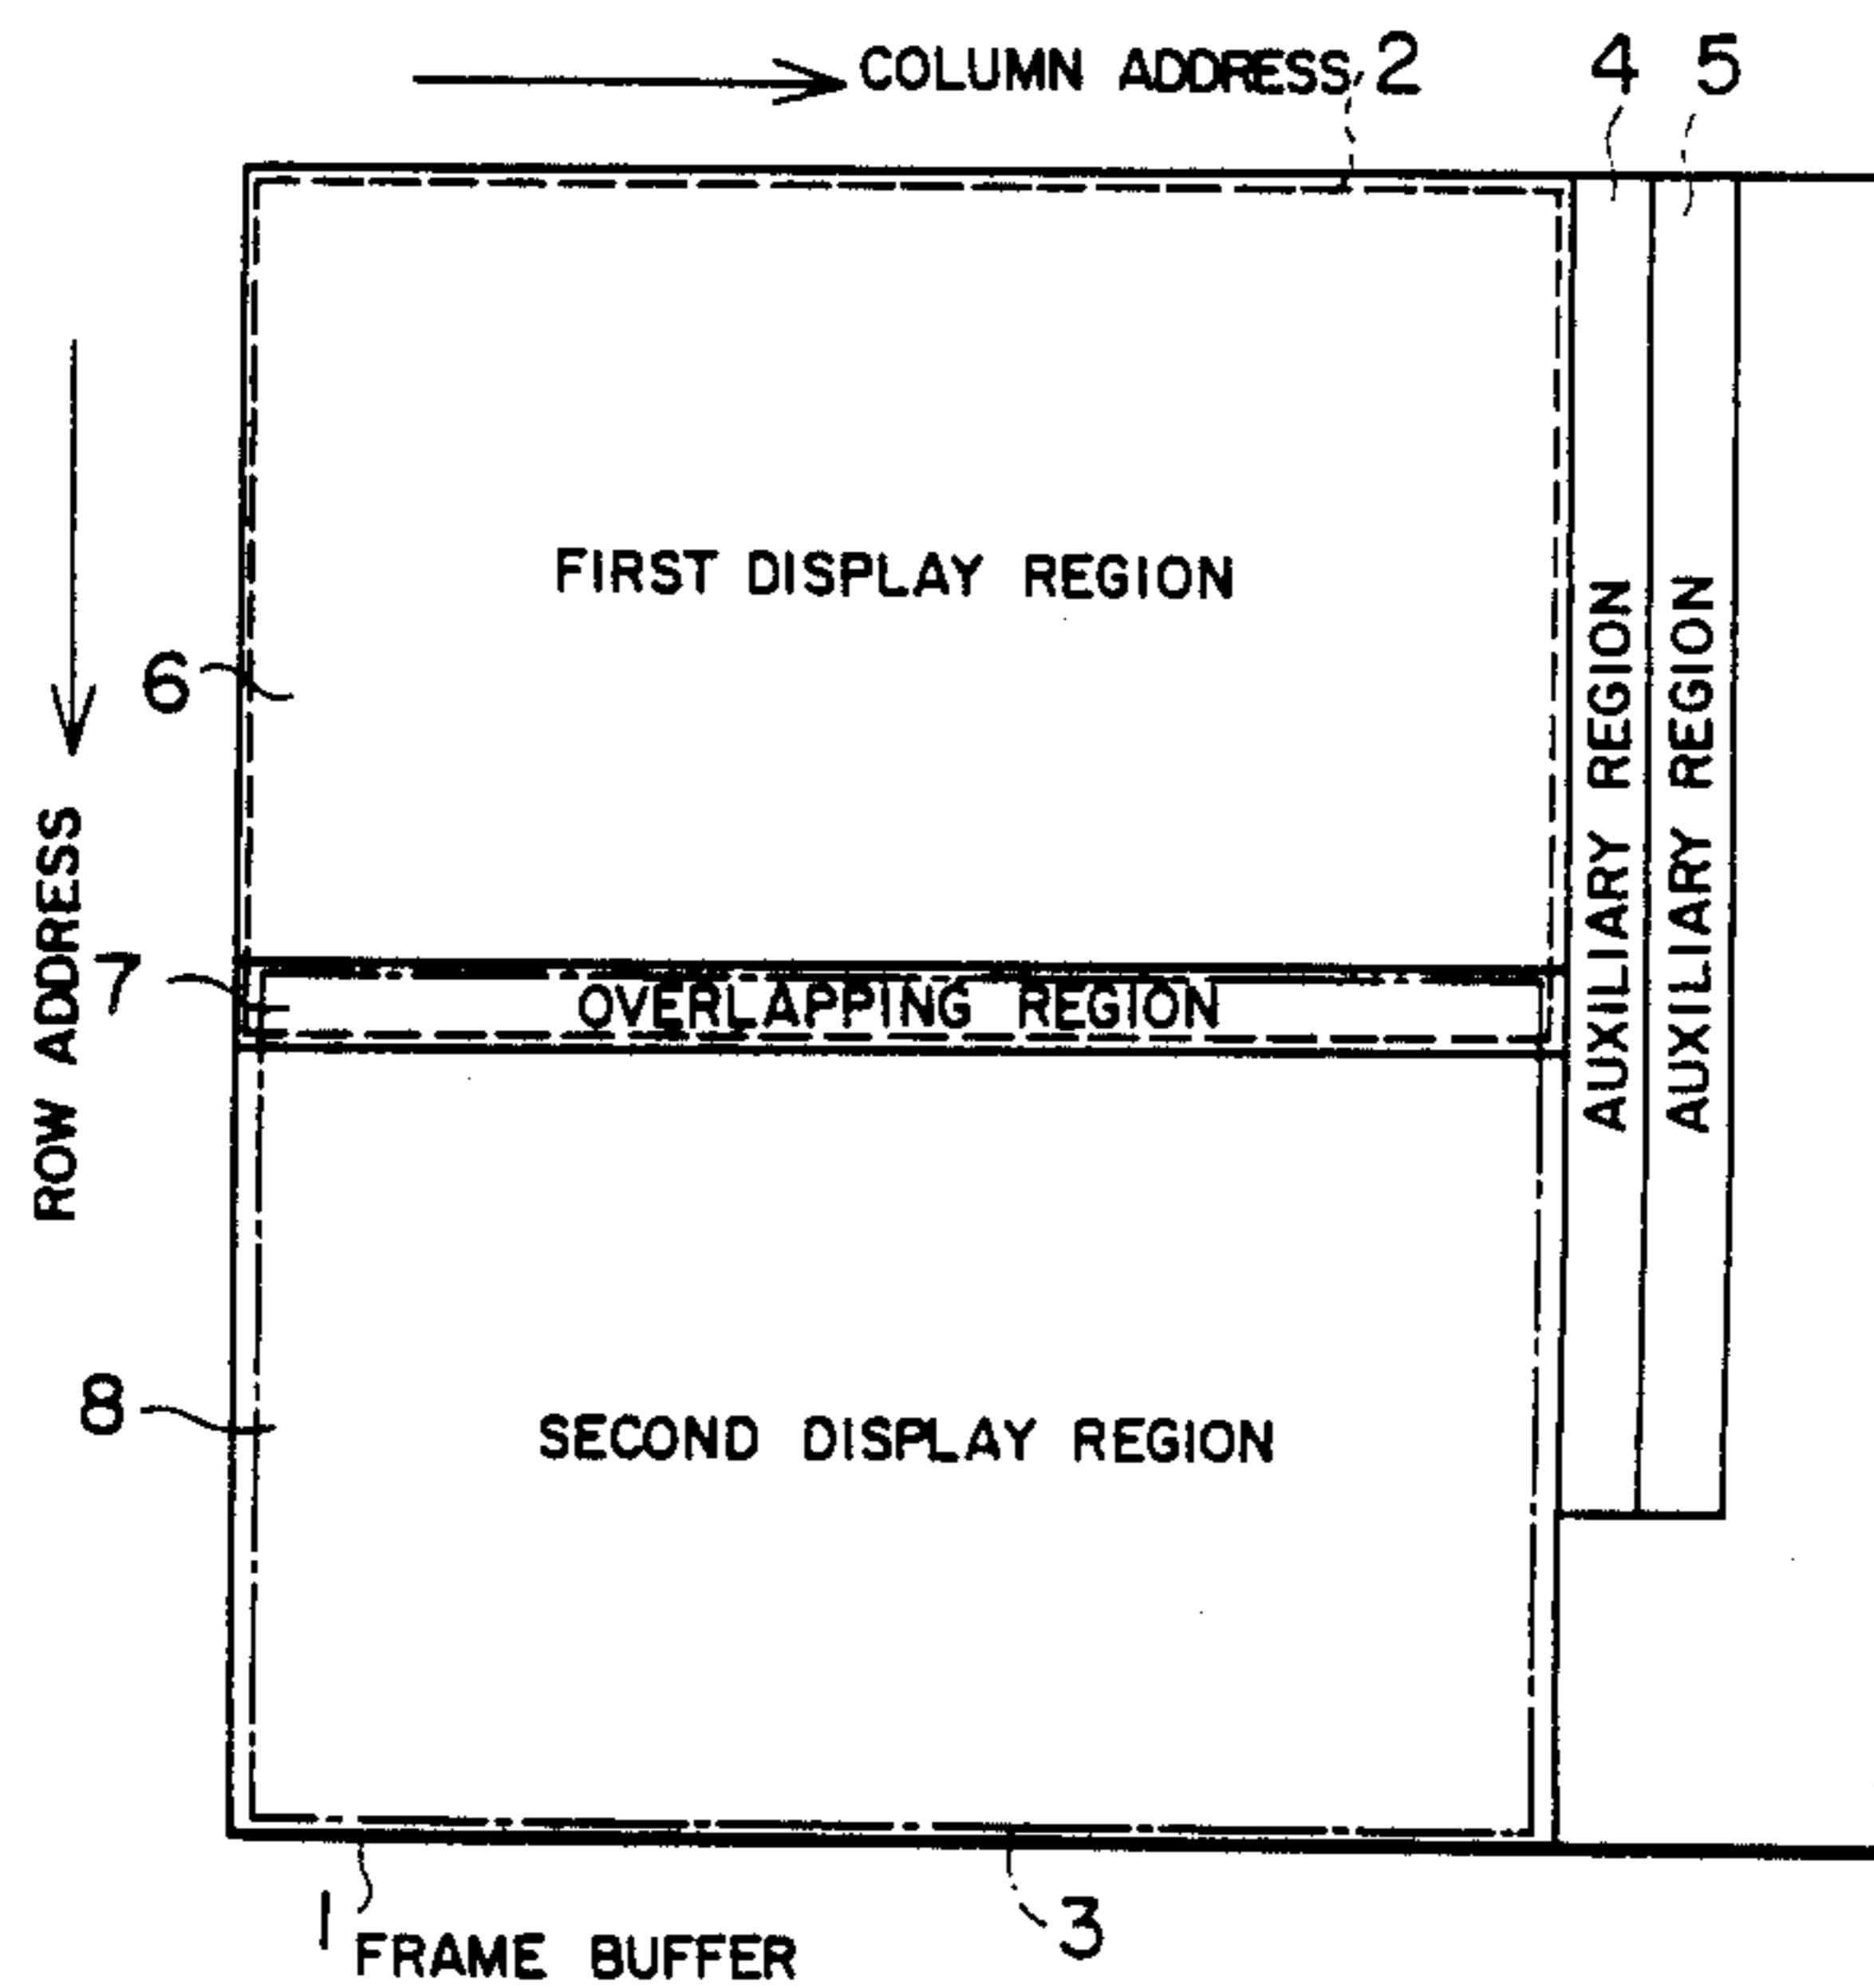 COLUMN ADDRESS 2 4 5
FIRST DISPLAY REGION
6
ROW ADDRESS
7
OVERLAPPING REGION
AUXILIARY REGION
AUXILIARY REGION
8
SECOND DISPLAY REGION
1 FRAME BUFFER
3